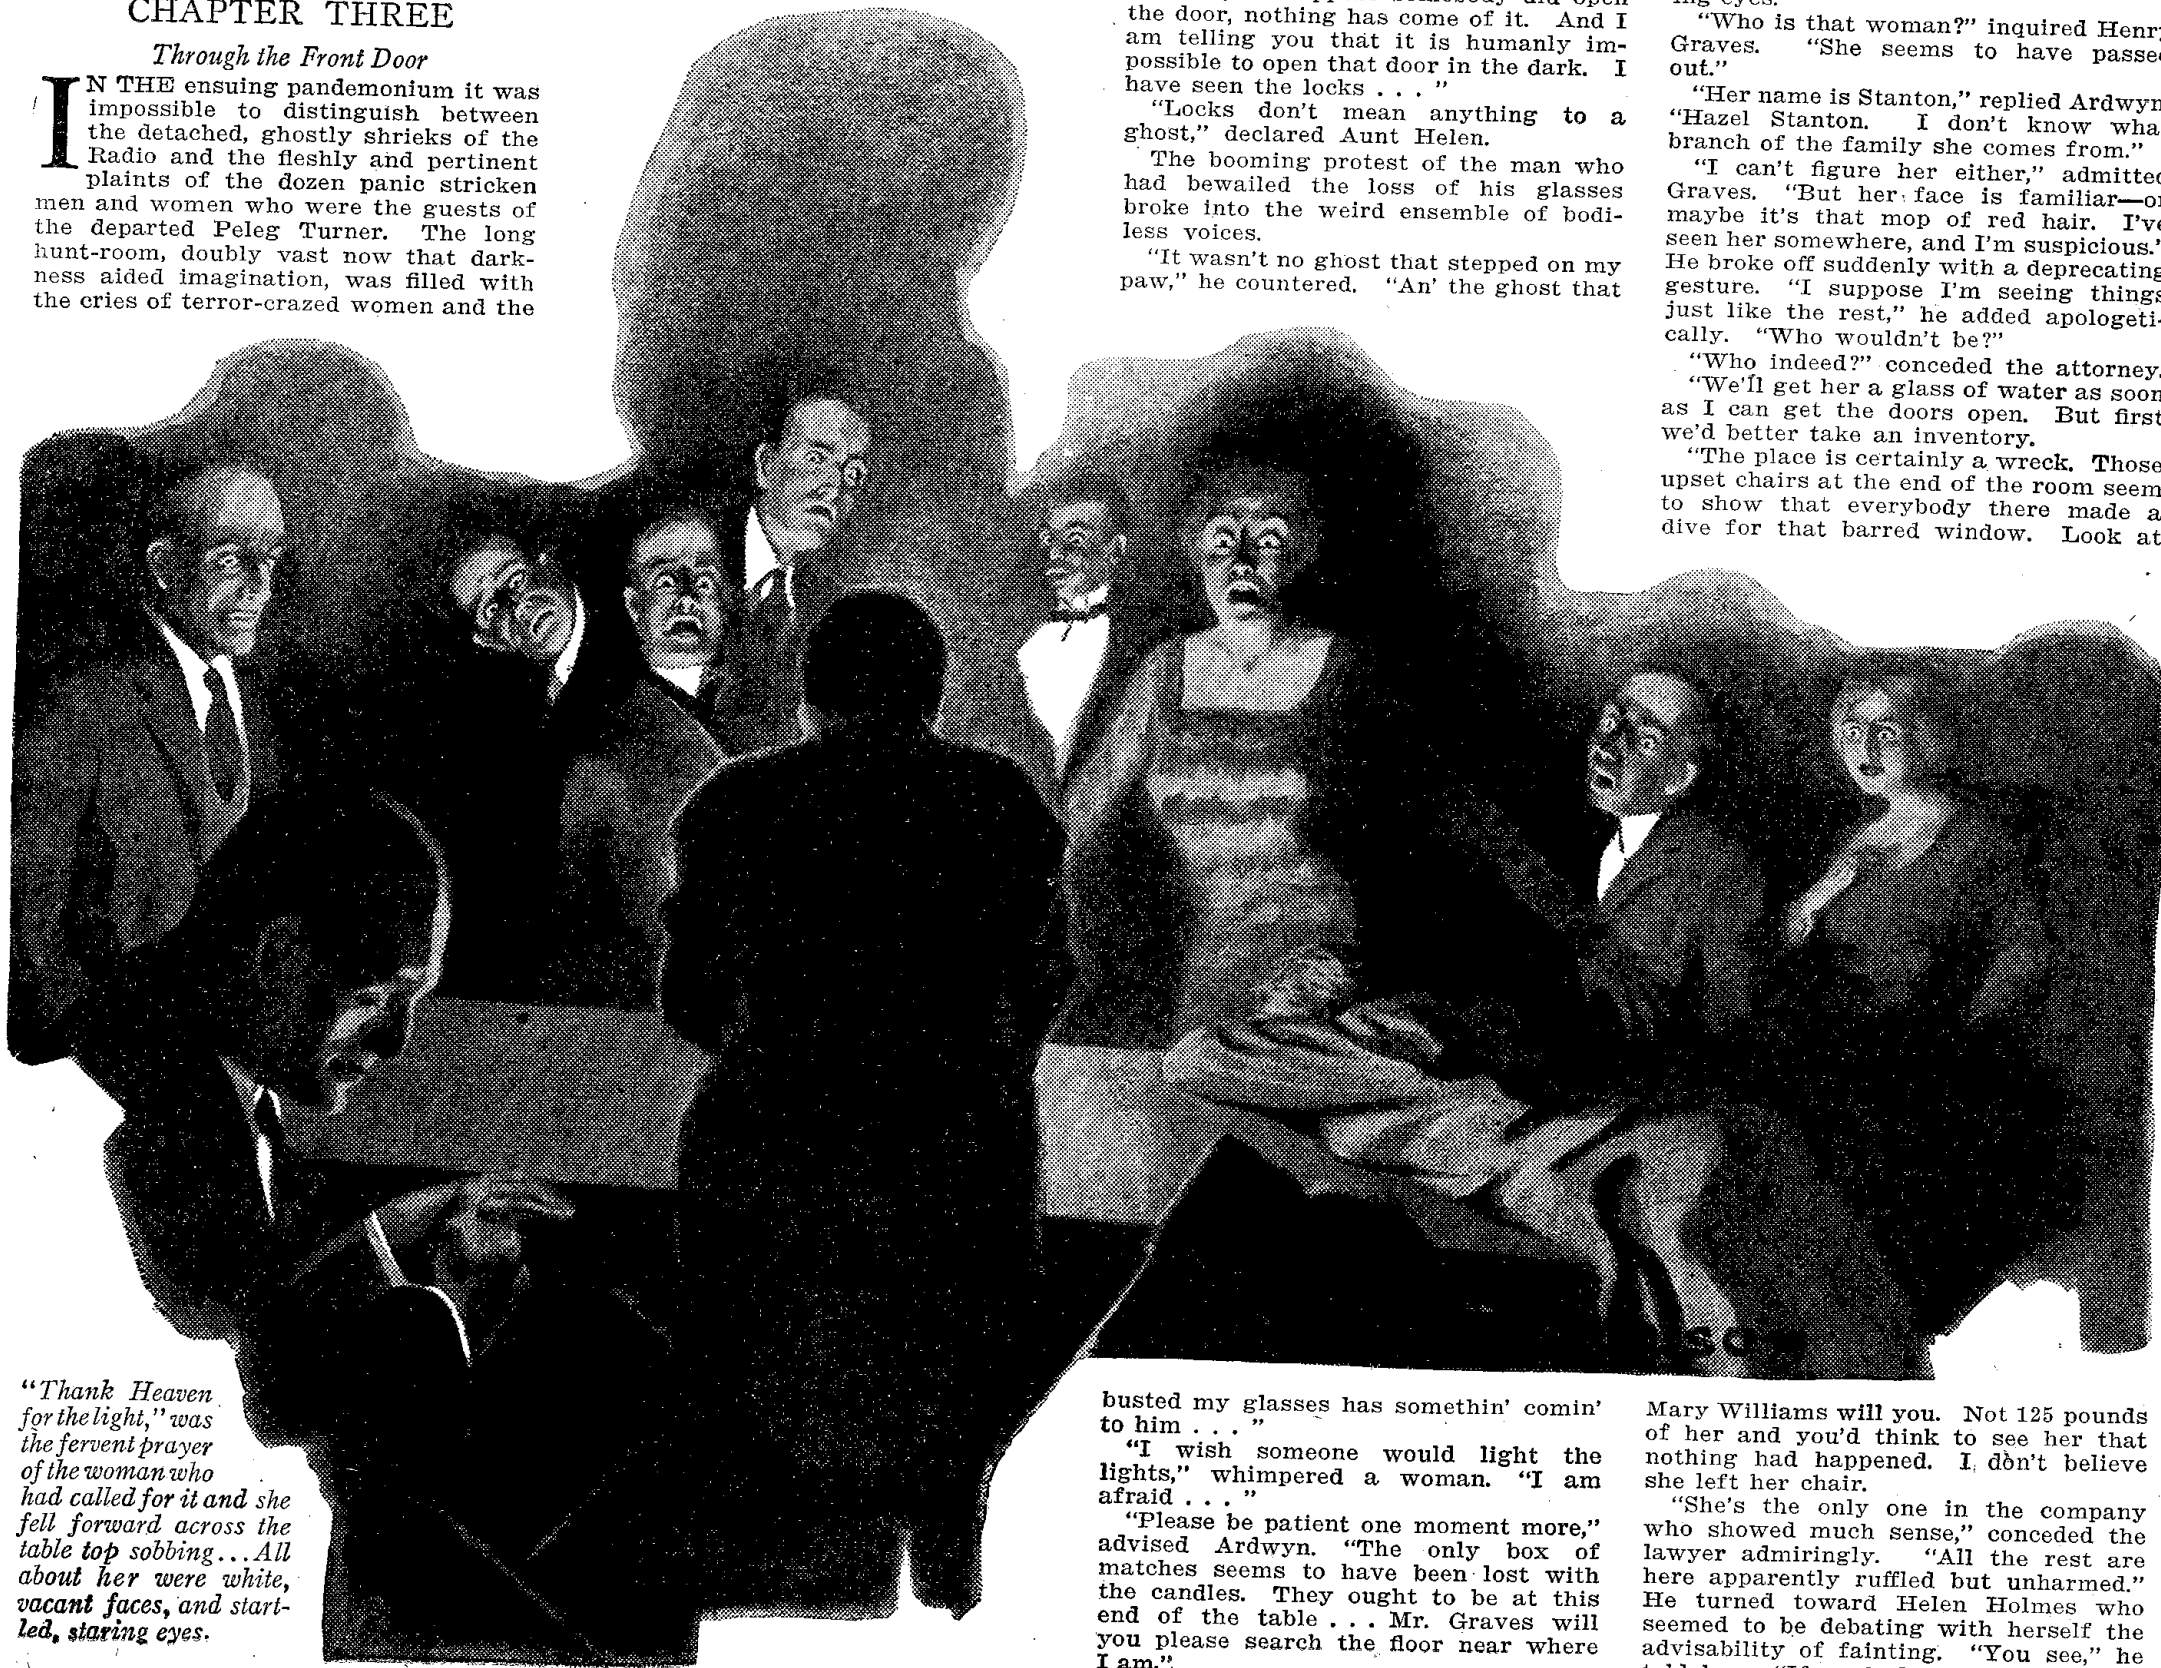 CHAPTER THREE
Through the Front Door
IN THE ensuing pandemonium it was
impossible to distinguish between
the detached, ghostly shrieks of the
Radio and the fleshly and pertinent
plaints of the dozen panic stricken
men and women who were the guests of
the departed Peleg Turner. The long
hunt-room, doubly vast now that dark-
ness aided imagination, was filled with
the cries of terror-crazed women and the
"Thank Heaven
for the light," was
the fervent prayer
of the woman who
had called for it and she
fell forward across the
table top sobbing...All
about her were white,
vacant faces, and start-
led, staring eyes.
the door, nothing has come of it. And I
am telling you that it is humanly im-
possible to open that door in the dark. I
have seen the locks . . . "
"Locks don't mean anything to a
ghost," declared Aunt Helen.
The booming protest of the man who
had bewailed the loss of his glasses
broke into the weird ensemble of bodi-
less voices.
"It wasn't no ghost that stepped on my
paw," he countered. "An' the ghost that
busted my glasses has somethin' comin'
to him . . . "
"I wish someone would light the
lights," whimpered a woman. "I am
afraid . . . "
"Please be patient one moment more,"
advised Ardwyn. "The only box of
matches seems to have been lost with
the candles. They ought to be at this
end of the table . . . Mr. Graves will
you please search the floor near where
I am."
ing eyes.
"Who is that woman?" inquired Henry
Graves. "She seems to have passed
out."
"Her name is Stanton," replied Ardwyn
"Hazel Stanton. I don't know wha
branch of the family she comes from."
"I can't figure her either," admitted
Graves. "But her face is familiar—or
maybe it's that mop of red hair. I've
seen her somewhere, and I'm suspicious."
He broke off suddenly with a deprecating
gesture. "I suppose I'm seeing things
just like the rest," he added apologeti-
cally. "Who wouldn't be?"
"Who indeed?" conceded the attorney.
"We'll get her a glass of water as soon
as I can get the doors open. But first
we'd better take an inventory.
"The place is certainly a wreck. Those
upset chairs at the end of the room seem
to show that everybody there made a
dive for that barred window. Look at
Mary Williams will you. Not 125 pounds
of her and you'd think to see her that
nothing had happened. I don't believe
she left her chair.
"She's the only one in the company
who showed much sense," conceded the
lawyer admiringly. "All the rest are
here apparently ruffled but unharmed."
He turned toward Helen Holmes who
seemed to be debating with herself the
advisability of fainting. "You see," he